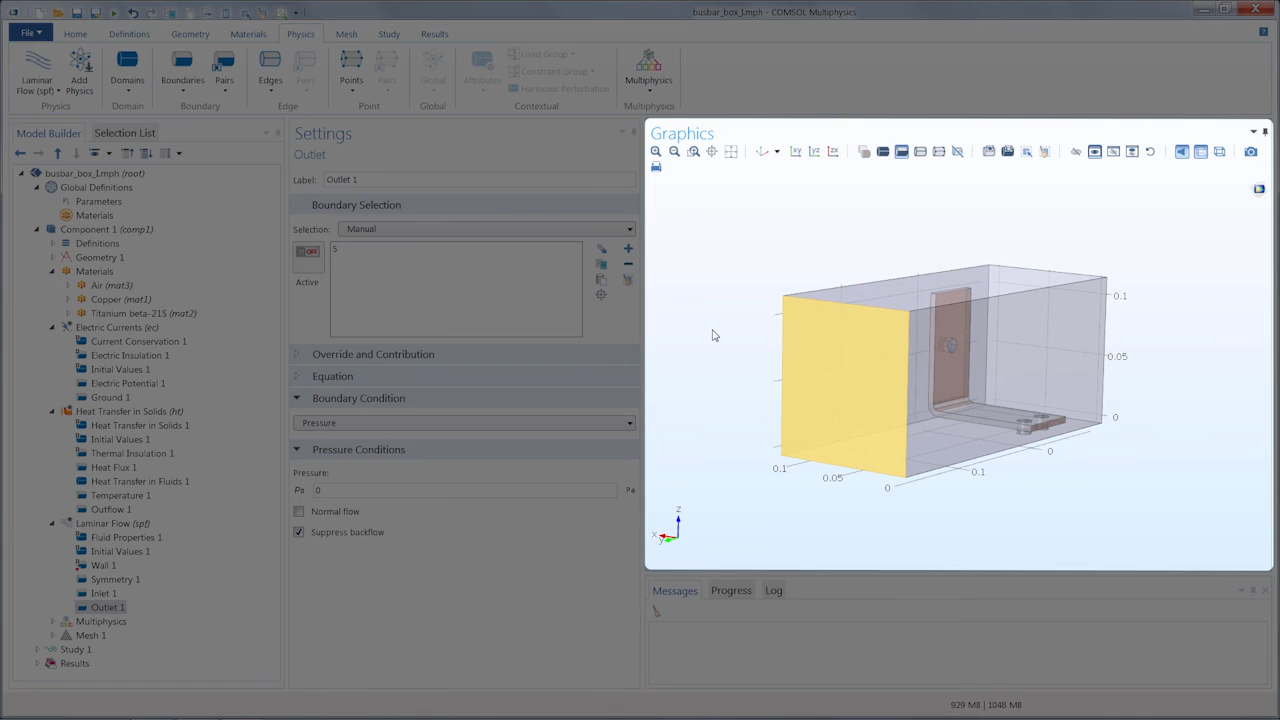 busbar_box_I.mph - COMSOL Multiphysics
File Home Definitions Geometry Materials Physics Mesh Study Results
Laminar Flow (spf)
Add Physics
Domains
Boundaries
Pairs
Edges
Pairs
Points
Pairs
Global
Attributes
Load Group
Constraint Group
Harmonic Perturbation
Multiphysics
Physics Domain Boundary Edge Point Global Contextual Multiphysics
Model Builder Selection List
busbar_box_I.mph (root)
Global Definitions
Parameters
Materials
Component 1 (comp1)
Definitions
Geometry 1
Materials
Air (mat3)
Copper (mat1)
Titanium beta-21S (mat2)
Electric Currents (ec)
Current Conservation 1
Electric Insulation 1
Initial Values 1
Electric Potential 1
Ground 1
Heat Transfer in Solids (ht)
Heat Transfer in Solids 1
Initial Values 1
Thermal Insulation 1
Heat Flux 1
Heat Transfer in Fluids 1
Temperature 1
Outflow 1
Laminar Flow (spf)
Fluid Properties 1
Initial Values 1
Wall 1
Symmetry 1
Inlet 1
Outlet 1
Multiphysics
Mesh 1
Study 1
Results
Settings
Outlet
Label: Outlet 1
Boundary Selection
Selection: Manual
OFF
Active
5
Override and Contribution
Equation
Boundary Condition
Pressure
Pressure Conditions
Pressure:
p0 0 Pa
Normal flow
Suppress backflow
Graphics
xy yz zx
0.1
0.05
0
0
0.1
0.1
0.05
0
z
x
y
Messages Progress Log
929 MB | 1048 MB